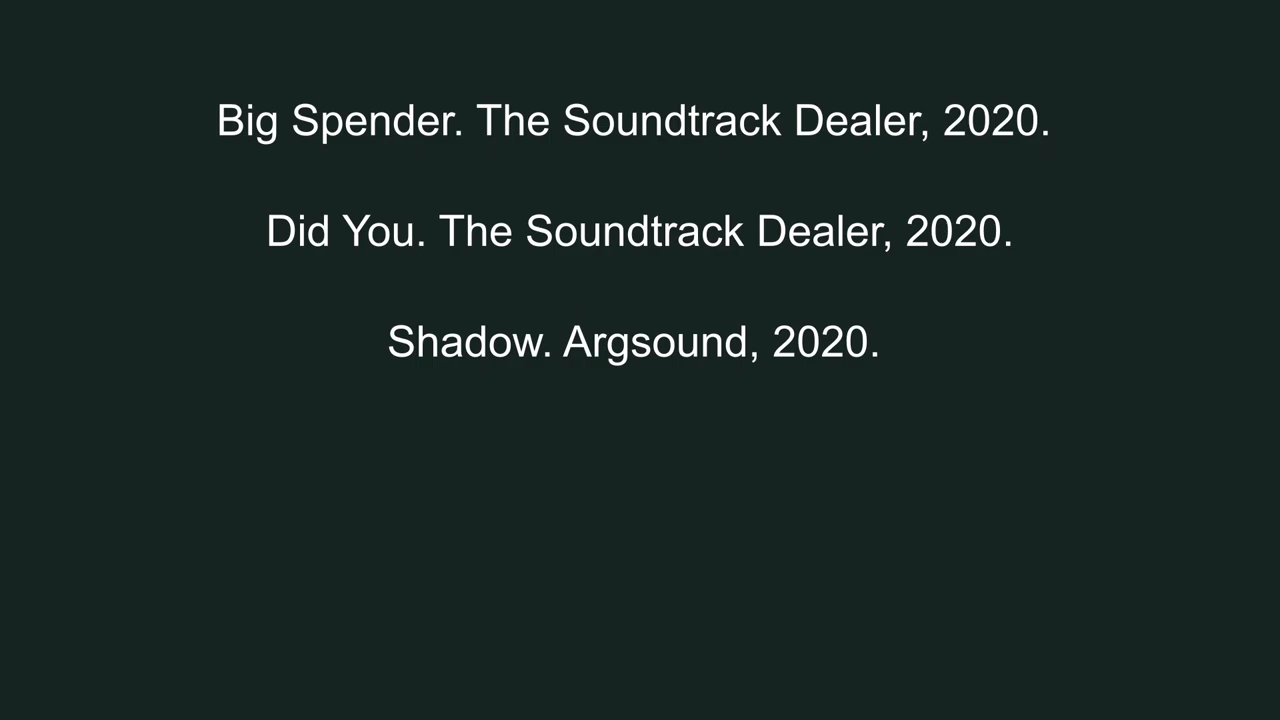 Big Spender. The Soundtrack Dealer, 2020.
Did You. The Soundtrack Dealer, 2020.
Shadow. Argsound, 2020.